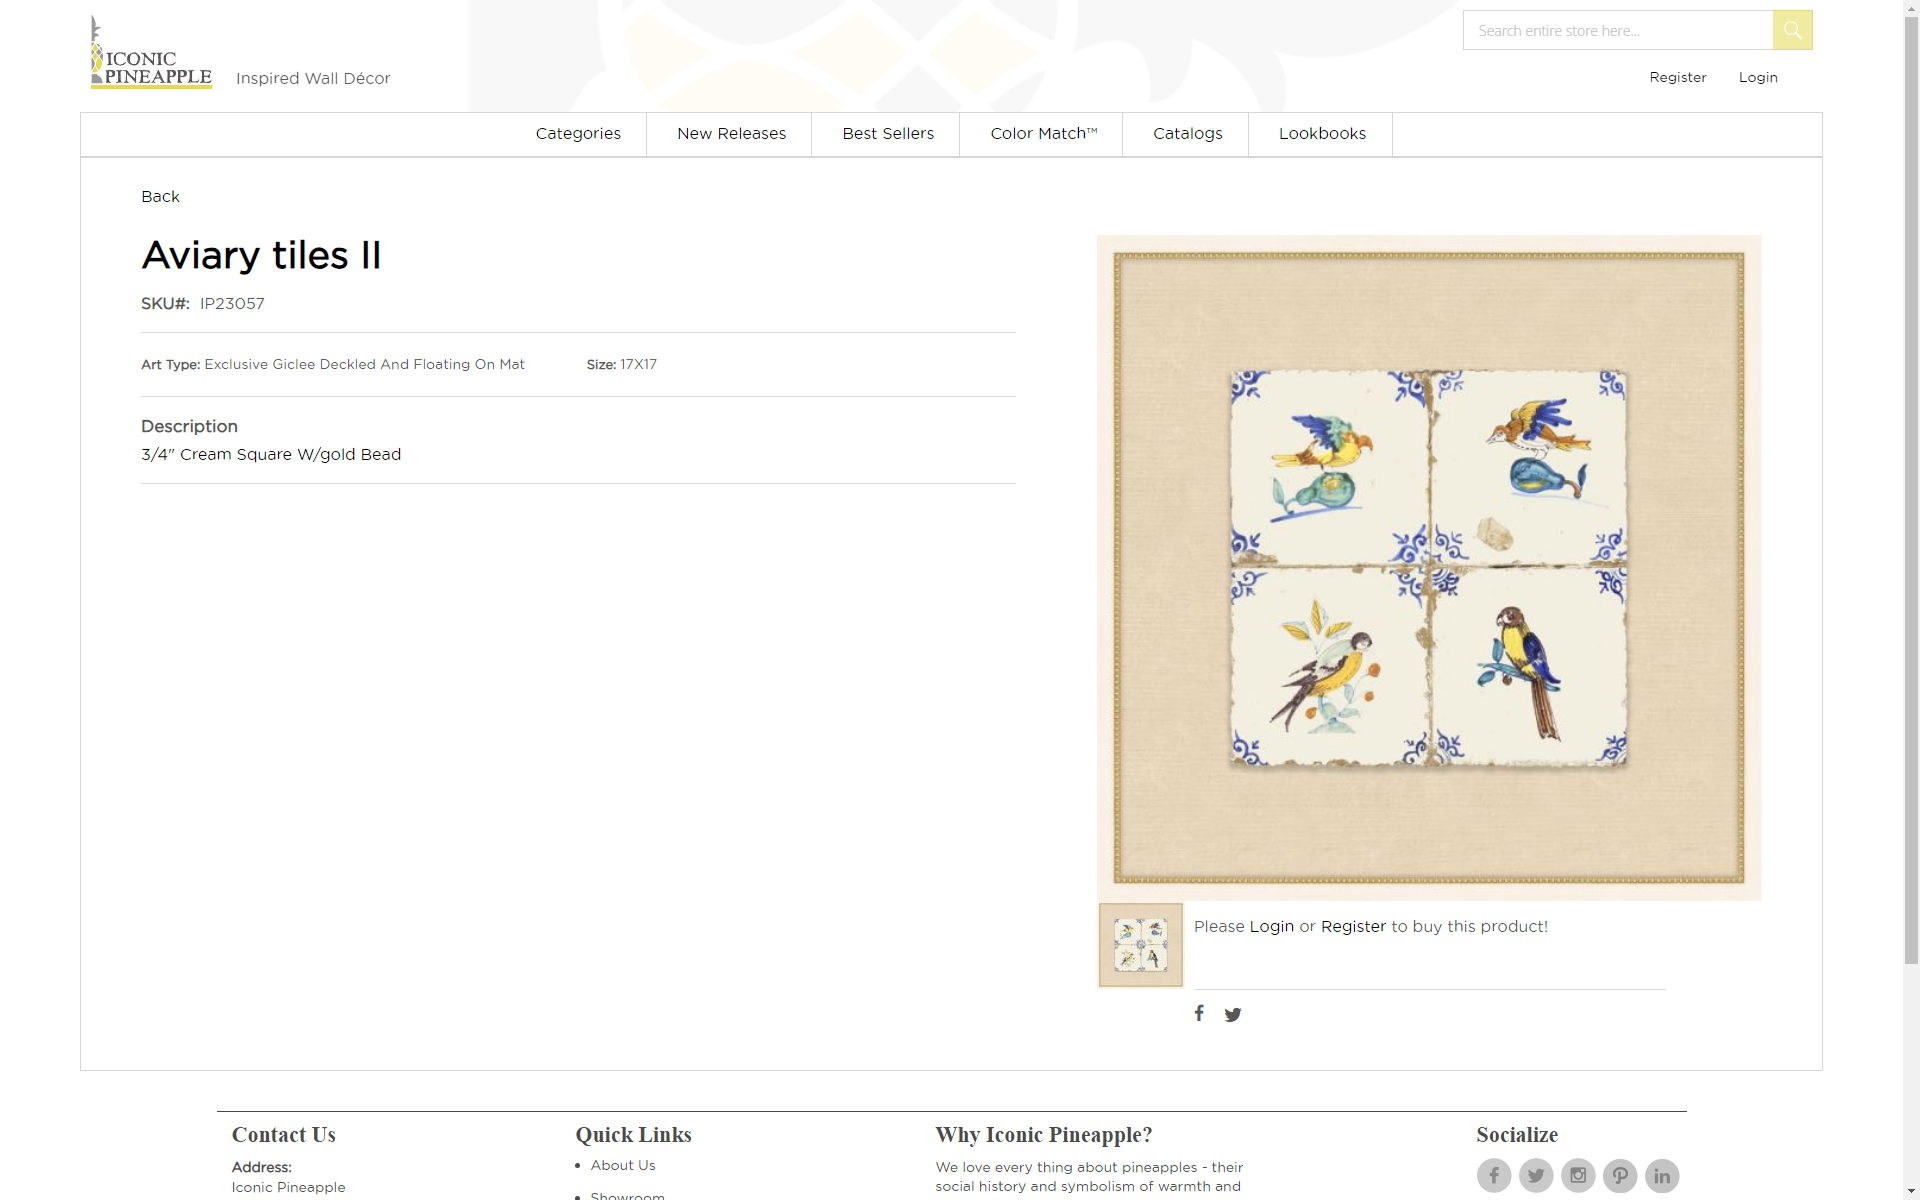 ICONIC
PINEAPPLE
Inspired Wall Décor
Search entire store here...
Register
Login
Categories
New Releases
Best Sellers
Color Match™
Catalogs
Lookbooks
Back
Aviary tiles II
SKU#: IP23057
Art Type: Exclusive Giclee Deckled And Floating On Mat
Size: 17X17
Description
3/4" Cream Square W/gold Bead
Please Login or Register to buy this product!
Contact Us
Address:
Iconic Pineapple
Quick Links
About Us
Showroom
Why Iconic Pineapple?
We love every thing about pineapples - their
social history and symbolism of warmth and
Socialize